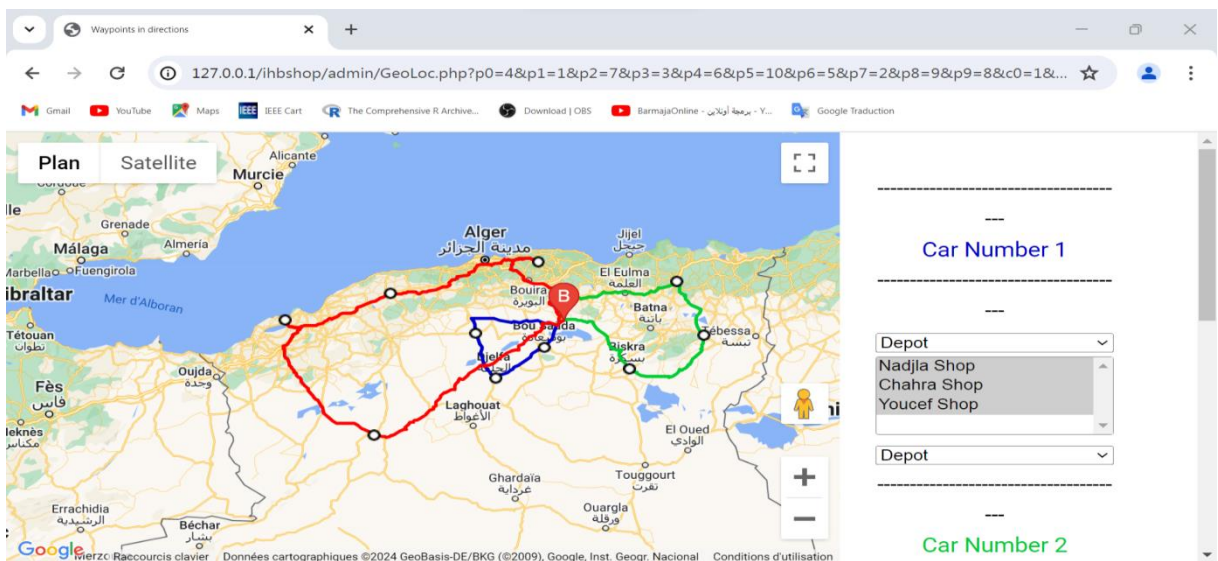 Waypoints in directions
127.0.0.1/ihbshop/admin/GeoLoc.php?p0=4&p1=1&p2=7&p3=3&p4=6&p5=10&p6=5&p7=2&p8=9&p9=8&c0=1&...
Gmail YouTube Maps IEEE IEEE Cart The Comprehensive R Archive... Download | OBS BarmajaOnline - برمجة أونلاين - Y... Google Traduction
Plan Satellite
Alicante
Murcie
Grenade
Almería
Málaga
Fuengirola
Marbella
ibraltar
Mer d'Alboran
Alger
مدينة الجزائر
Jijel
جيجل
El Eulma
العلمة
Bouira
البويرة
B
Batna
باتنة
Bou Saada
بوسعادة
Tébessa
تبسة
Biskra
بسكرة
Djelfa
الجلفة
Tétouan
تطوان
Oujda
وجدة
Fès
فاس
Meknès
مكناس
Laghouat
الأغواط
El Oued
الوادي
Ghardaïa
غرداية
Touggourt
تقرت
Ouargla
ورقلة
Errachidia
الرشيدية
Béchar
بشار
Google
Raccourcis clavier Données cartographiques ©2024 GeoBasis-DE/BKG (©2009), Google, Inst. Geogr. Nacional Conditions d'utilisation
------------------------------------
---
Car Number 1
------------------------------------
---
Depot
Nadjla Shop
Chahra Shop
Youcef Shop
Depot
------------------------------------
---
Car Number 2